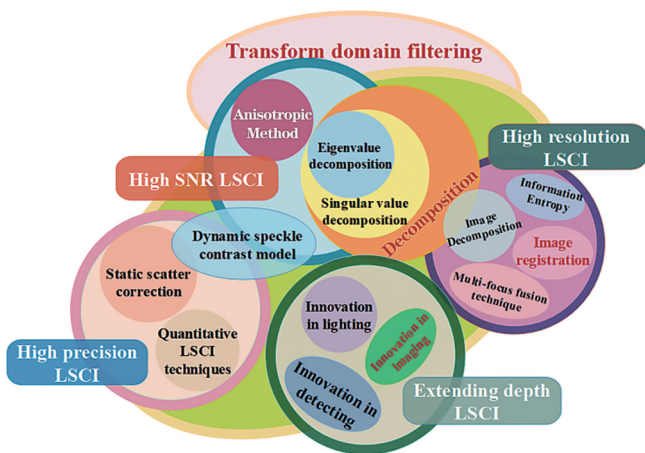 Transform domain filtering
Anisotropic
Method
Eigenvalue
decomposition
Singular value
decomposition
Decomposition
High SNR LSCI
High resolution
LSCI
Information
Entropy
Image
Decomposition
Image
registration
Multi-focus fusion
technique
Dynamic speckle
contrast model
Static scatter
correction
Quantitative
LSCI
techniques
High precision
LSCI
Innovation
in lighting
Innovation in
imaging
Innovation in
detecting
Extending depth
LSCI